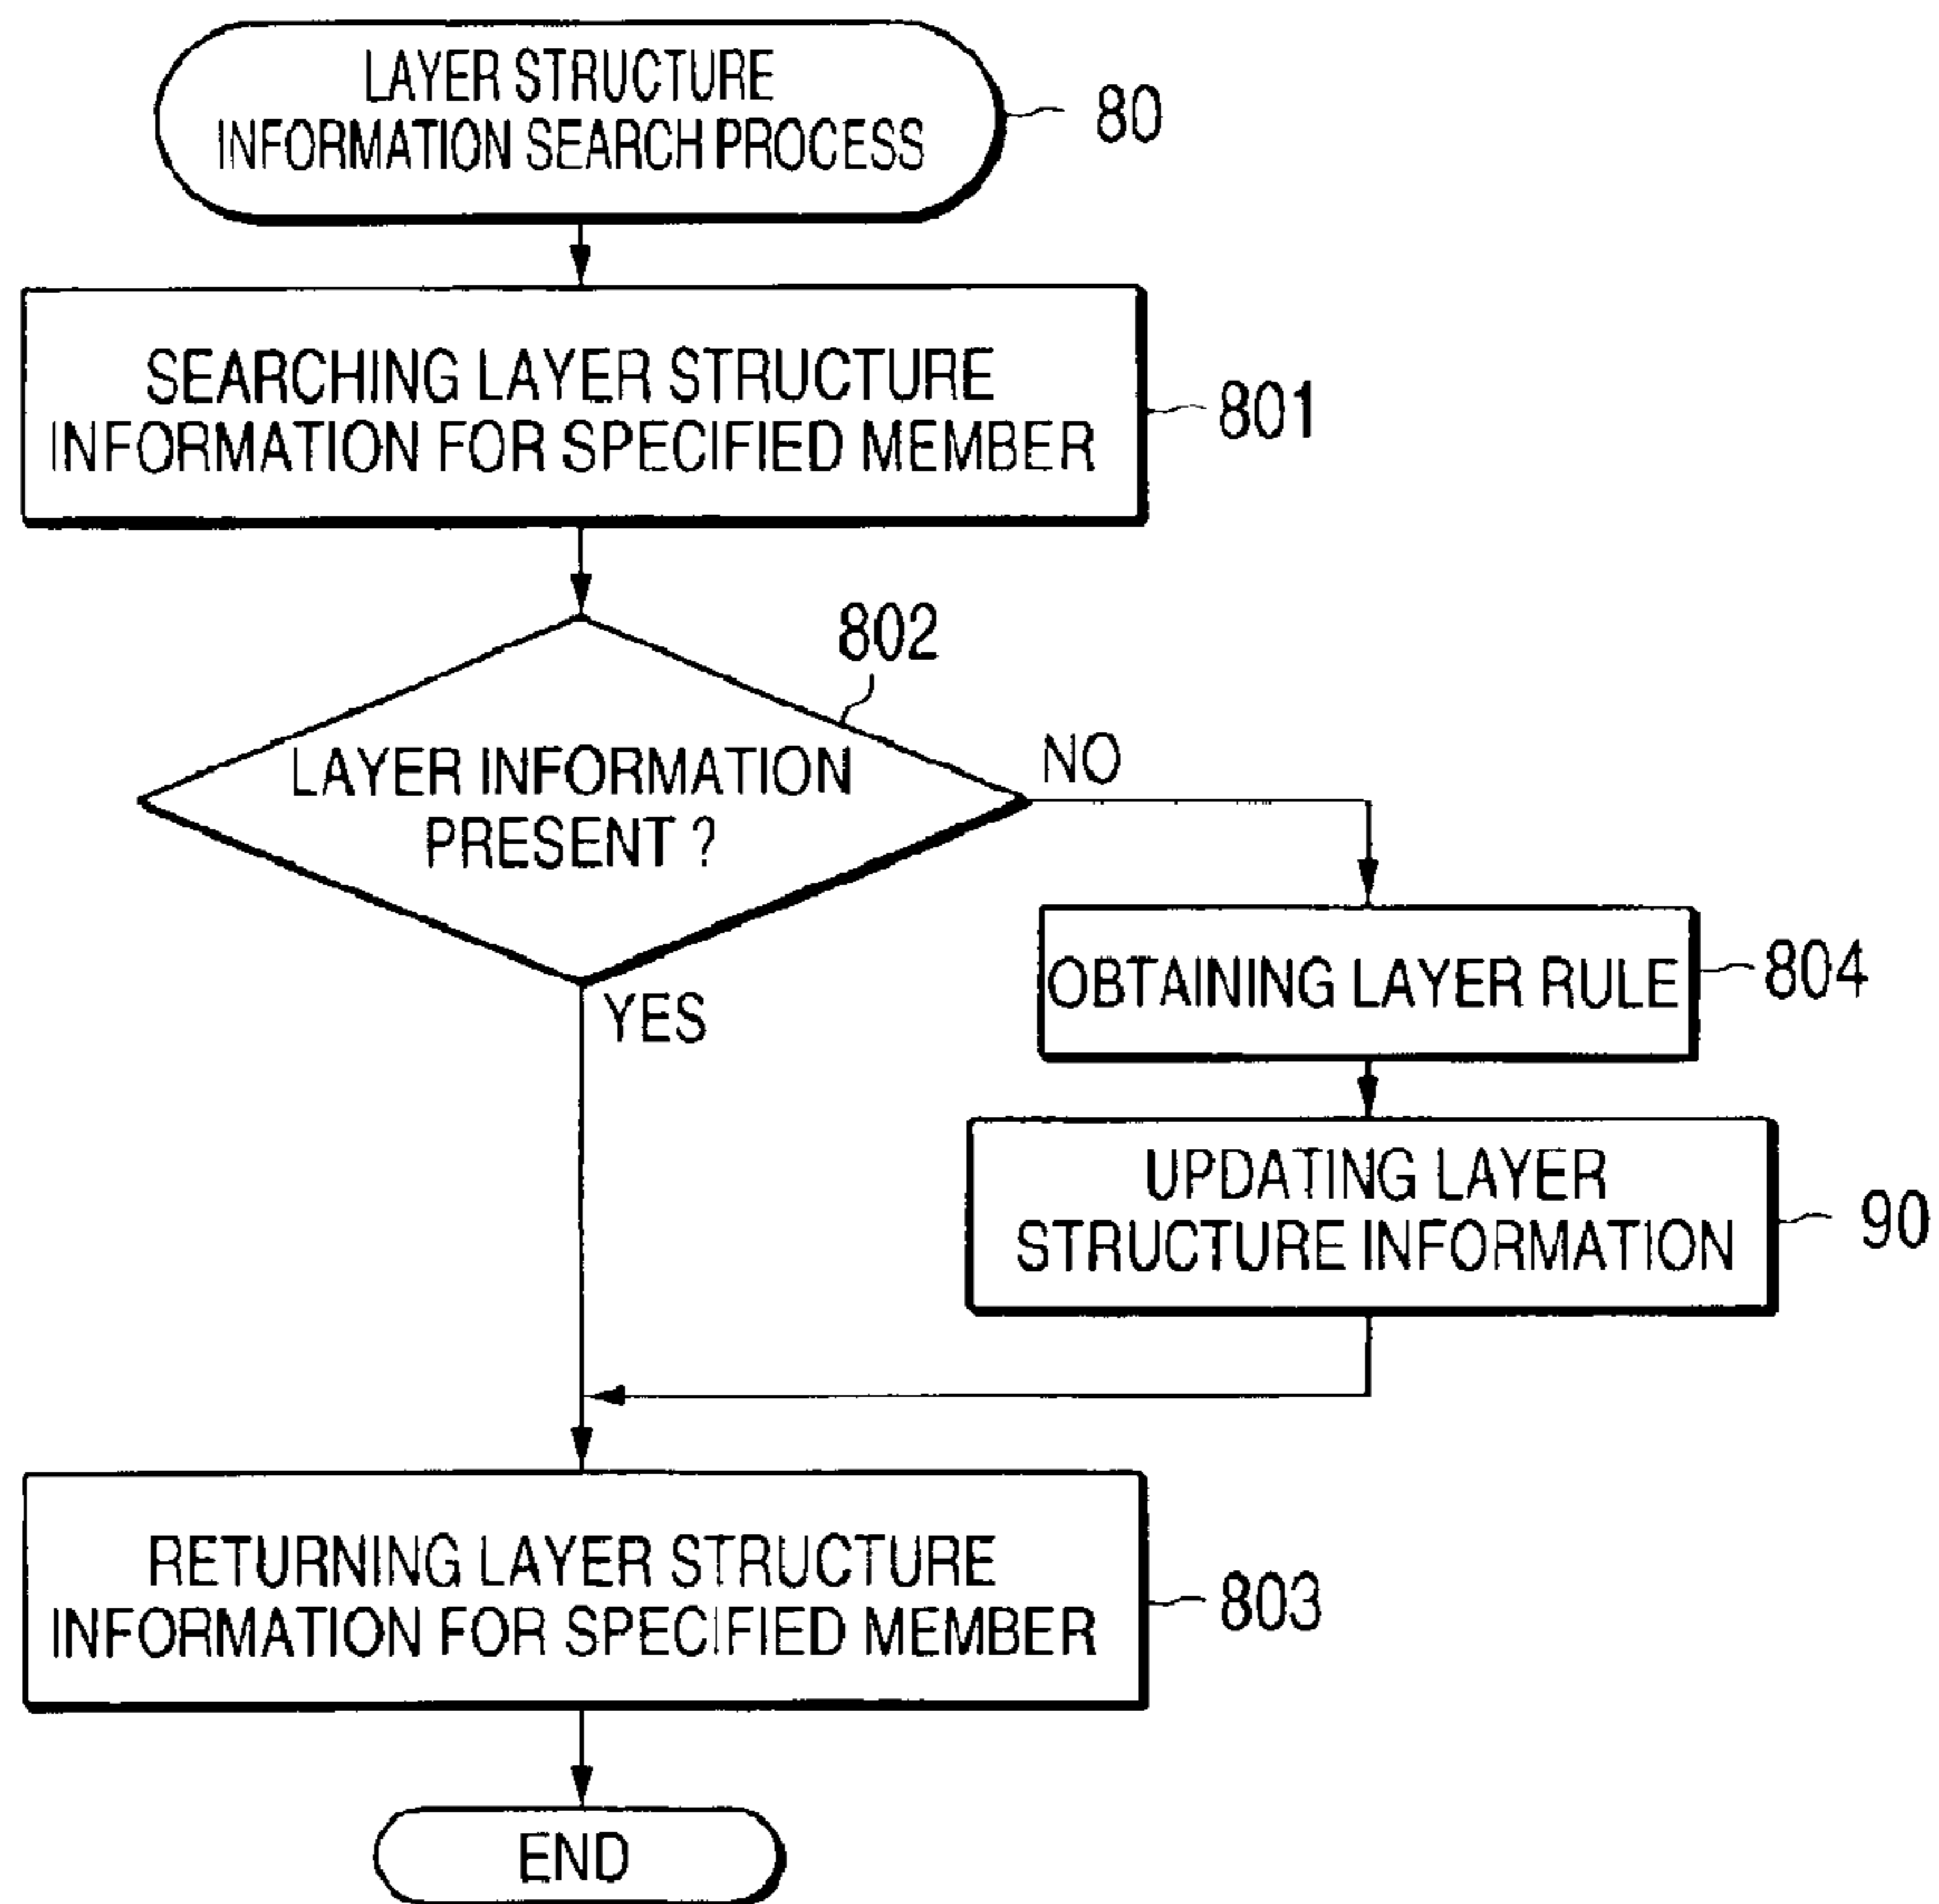 LAYER STRUCTURE
INFORMATION SEARCH PROCESS
80
SEARCHING LAYER STRUCTURE
INFORMATION FOR SPECIFIED MEMBER
801
802
LAYER INFORMATION
PRESENT ?
NO
YES
OBTAINING LAYER RULE
804
UPDATING LAYER
STRUCTURE INFORMATION
90
RETURNING LAYER STRUCTURE
INFORMATION FOR SPECIFIED MEMBER
803
END